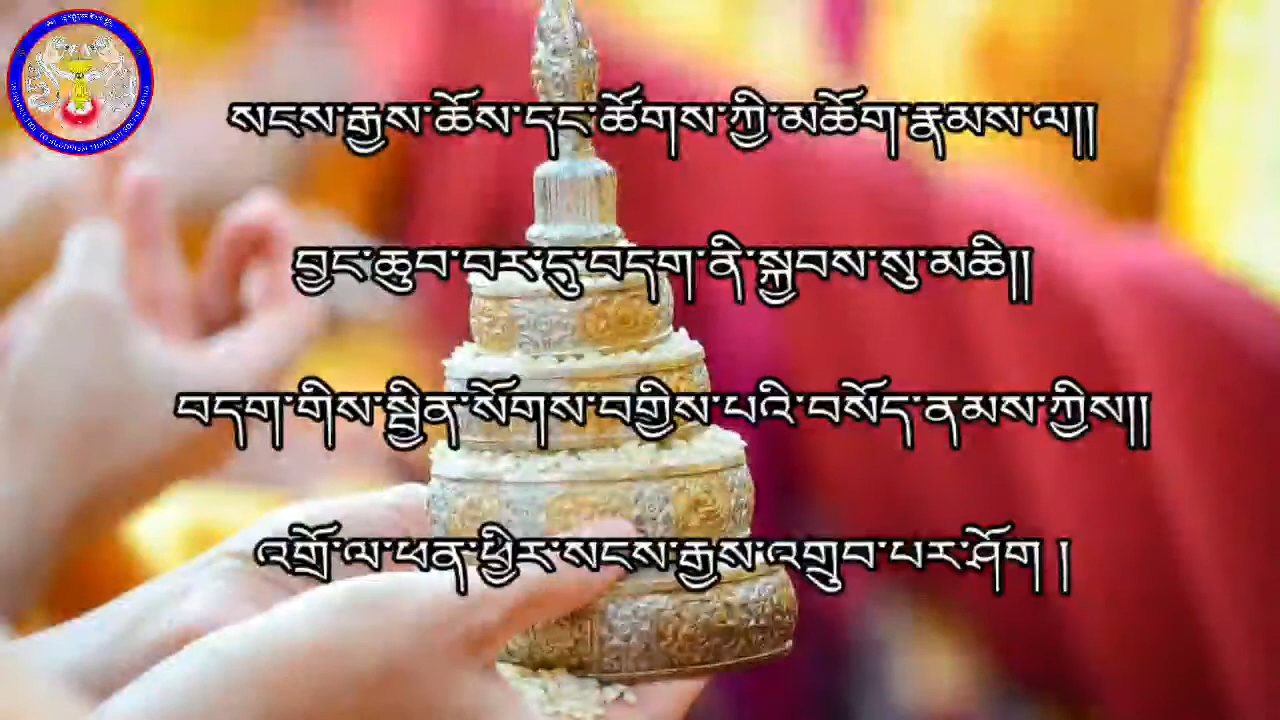 སངས་རྒྱས་ཆོས་དང་ཚོགས་ཀྱི་མཆོག་རྣམས་ལ།།
བྱང་ཆུབ་བར་དུ་བདག་ནི་སྐྱབས་སུ་མཆི།།
བདག་གིས་སྦྱིན་སོགས་བགྱིས་པའི་བསོད་ནམས་ཀྱིས།།
འགྲོ་ལ་ཕན་ཕྱིར་སངས་རྒྱས་འགྲུབ་པར་ཤོག །